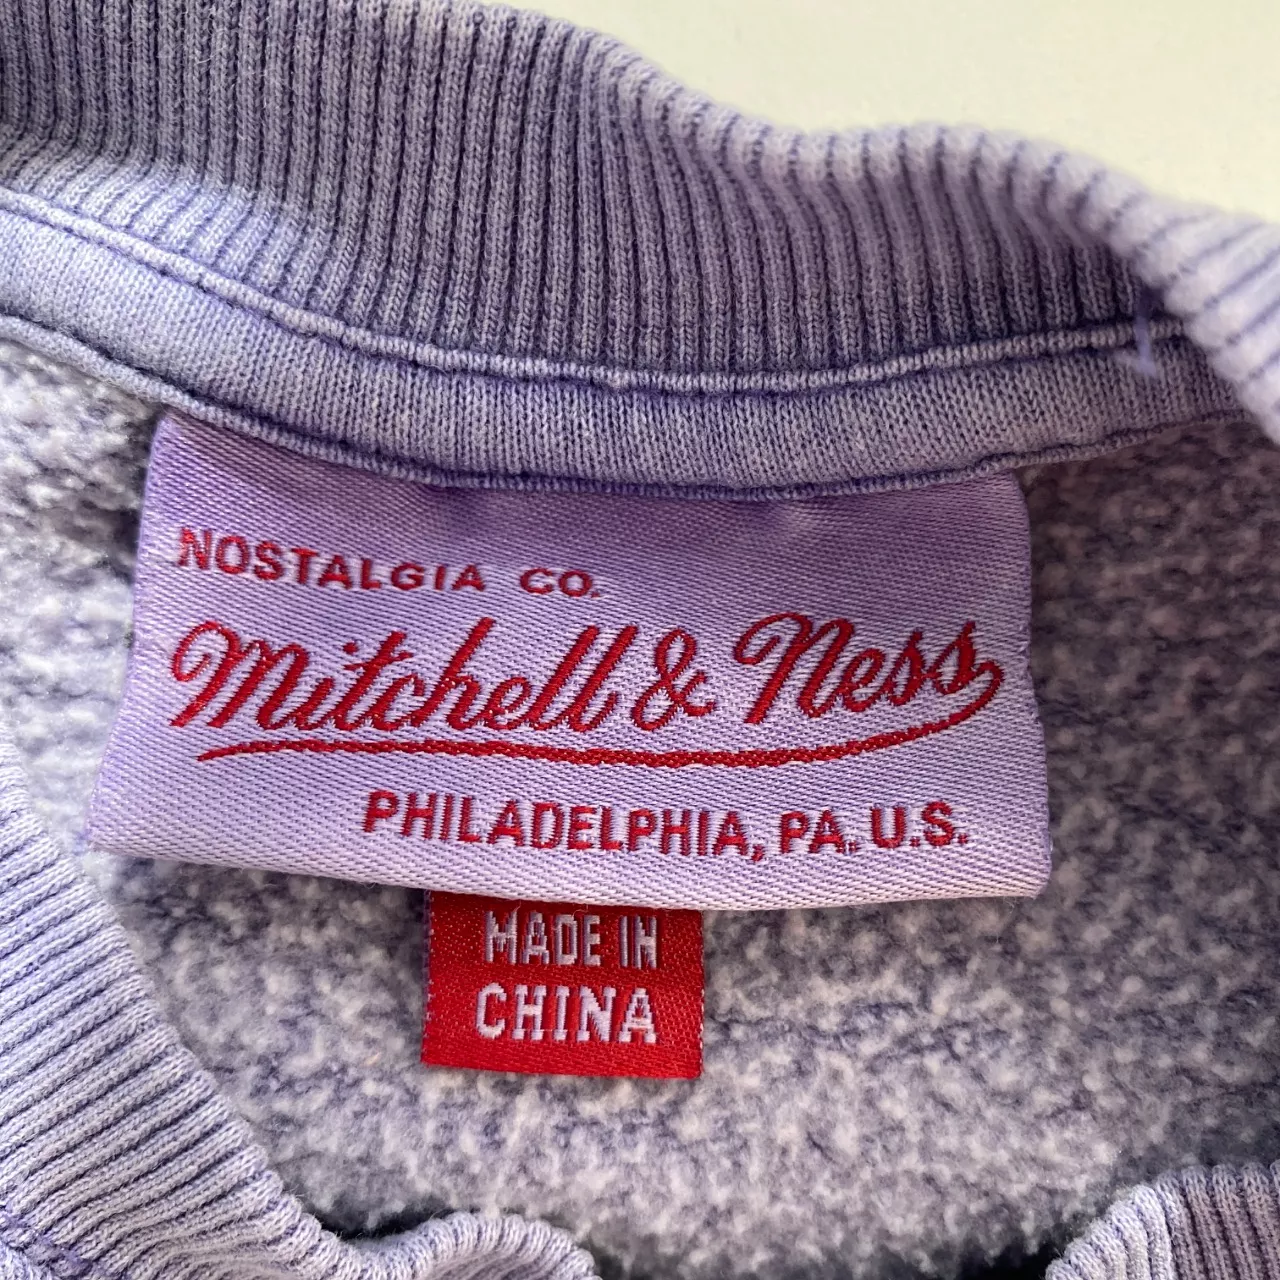 NOSTALGIA CO.
Mitchell & Ness
PHILADELPHIA, PA. U.S.
MADE IN
CHINA